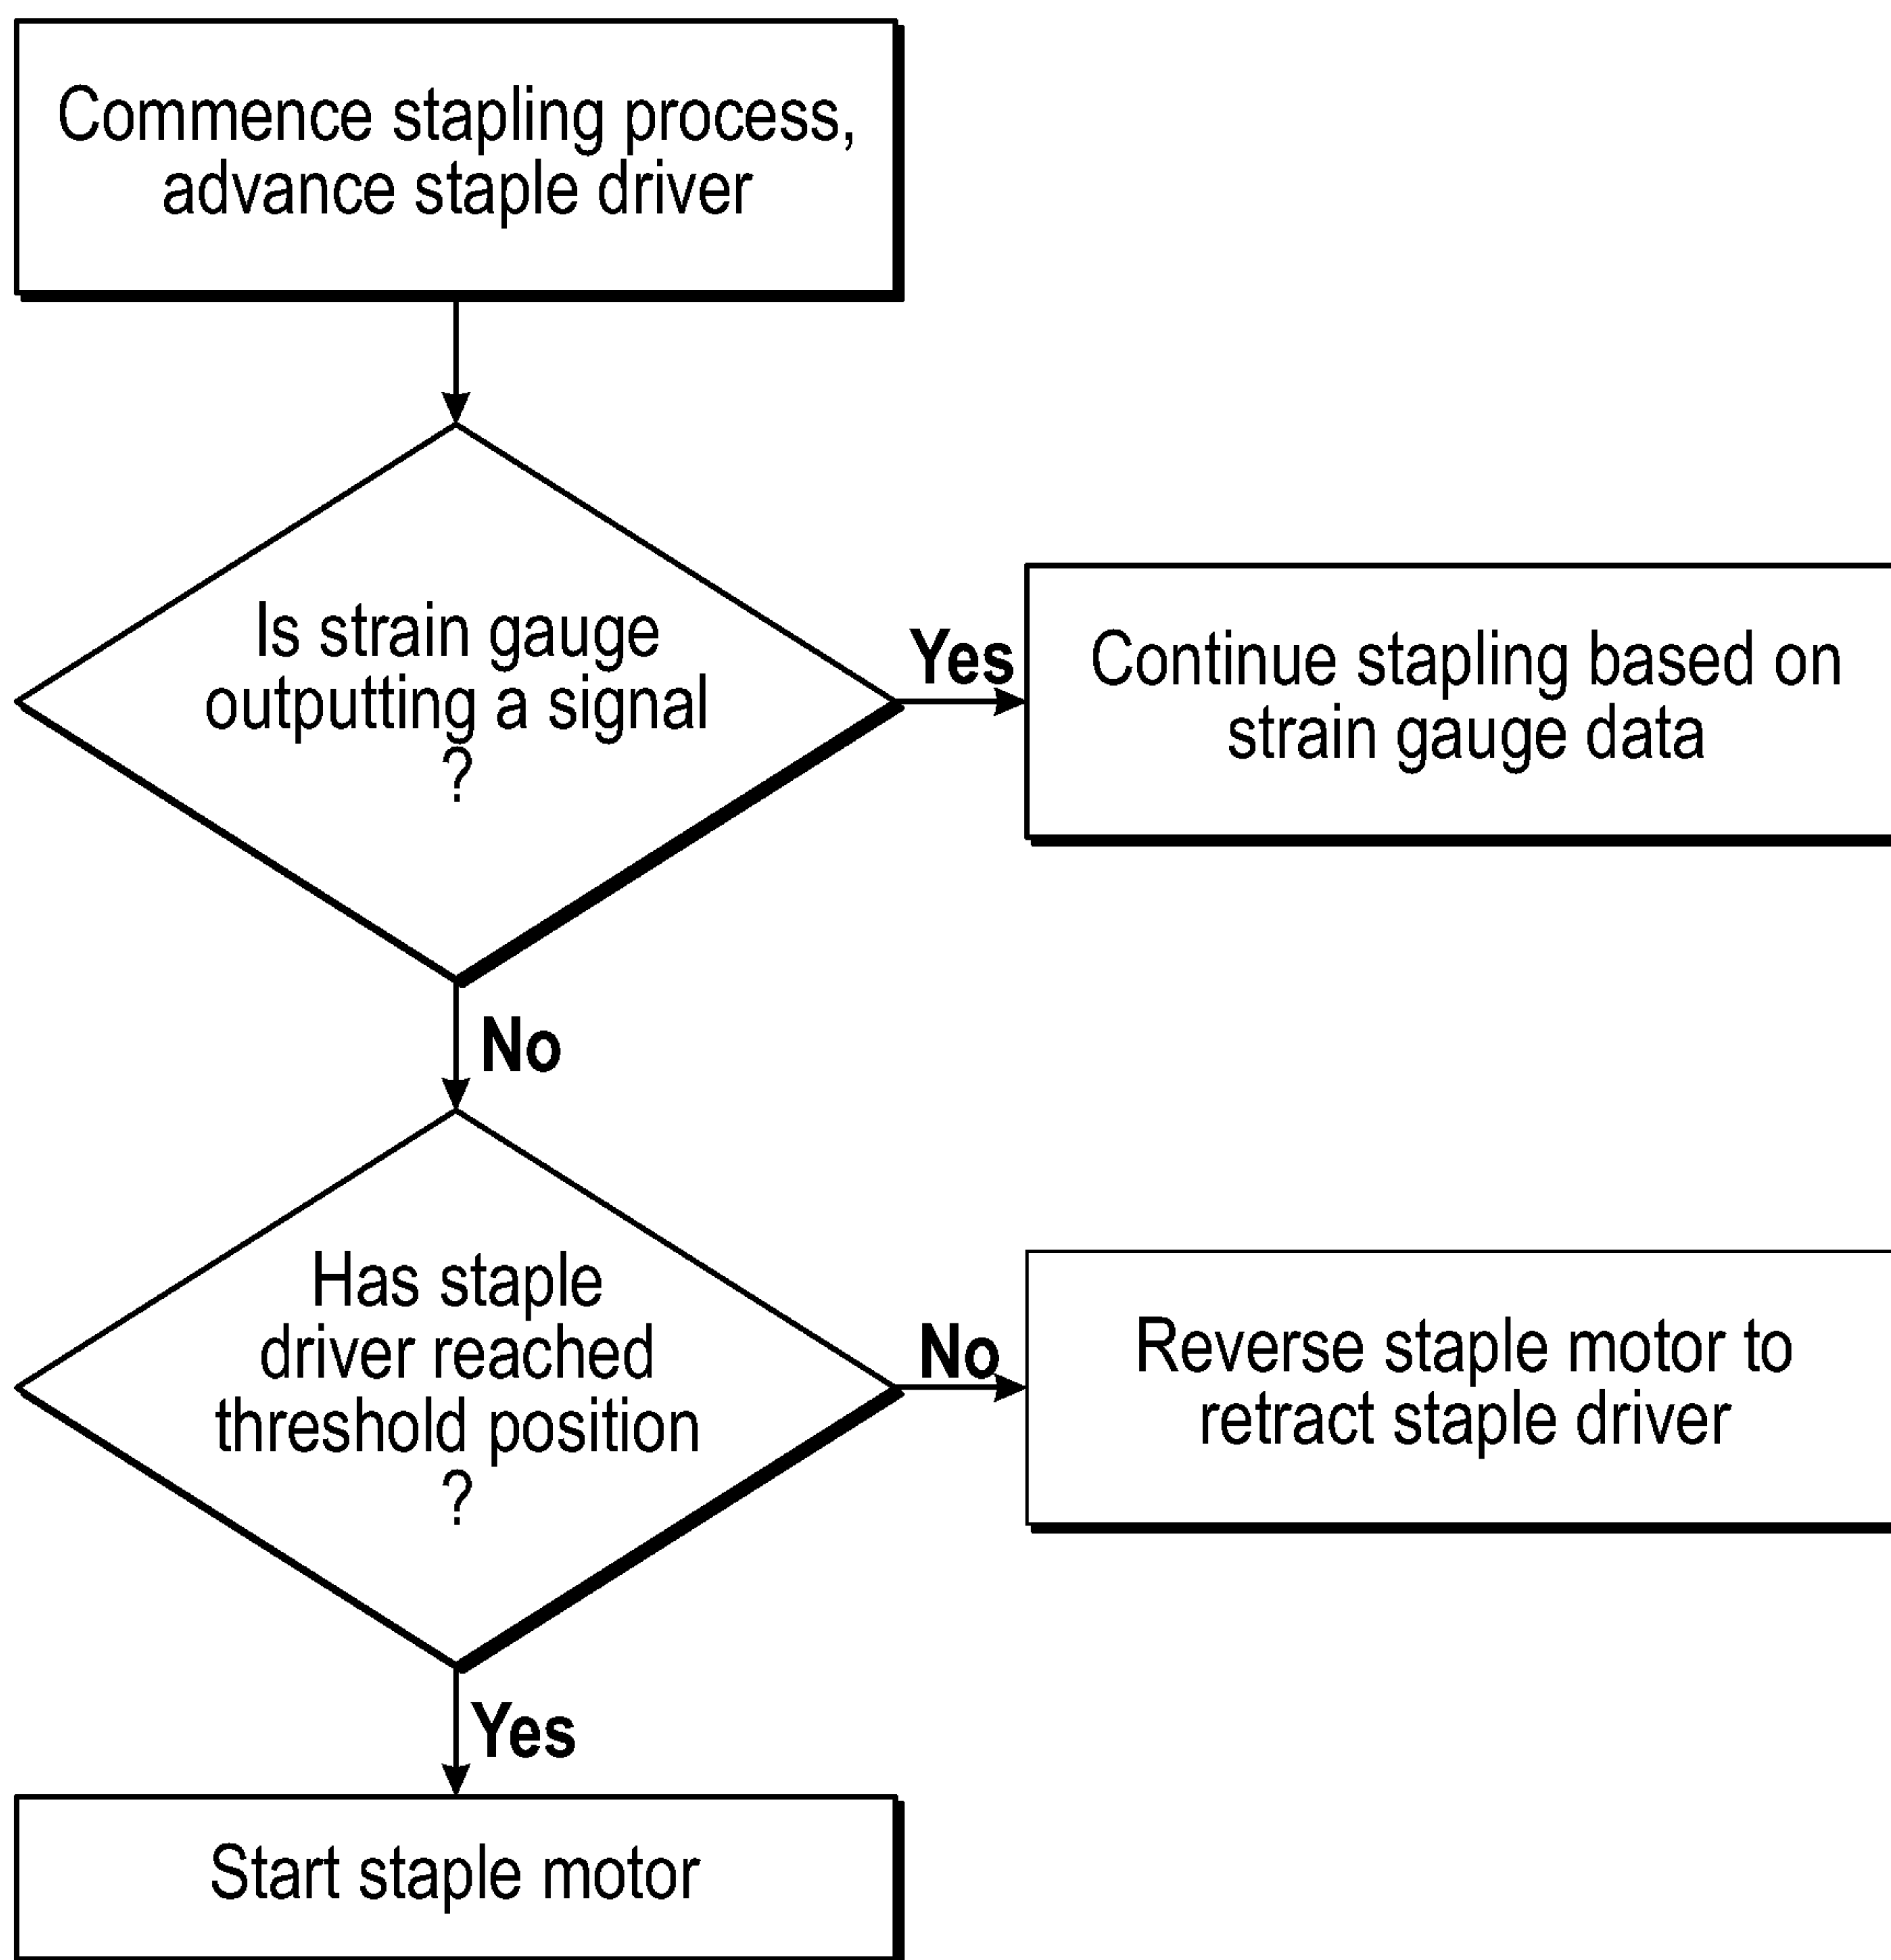 Commence stapling process,
advance staple driver
Is strain gauge
outputting a signal
?
Yes
Continue stapling based on
strain gauge data
No
Has staple
driver reached
threshold position
?
No
Reverse staple motor to
retract staple driver
Yes
Start staple motor